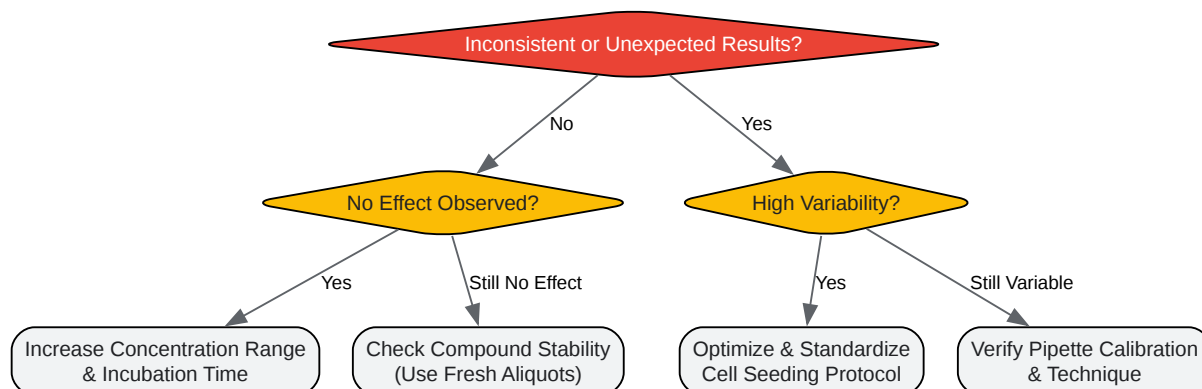 Inconsistent or Unexpected Results?
No
Yes
No Effect Observed?
High Variability?
Yes
Still No Effect
Yes
Still Variable
Increase Concentration Range
& Incubation Time
Check Compound Stability
(Use Fresh Aliquots)
Optimize & Standardize
Cell Seeding Protocol
Verify Pipette Calibration
& Technique